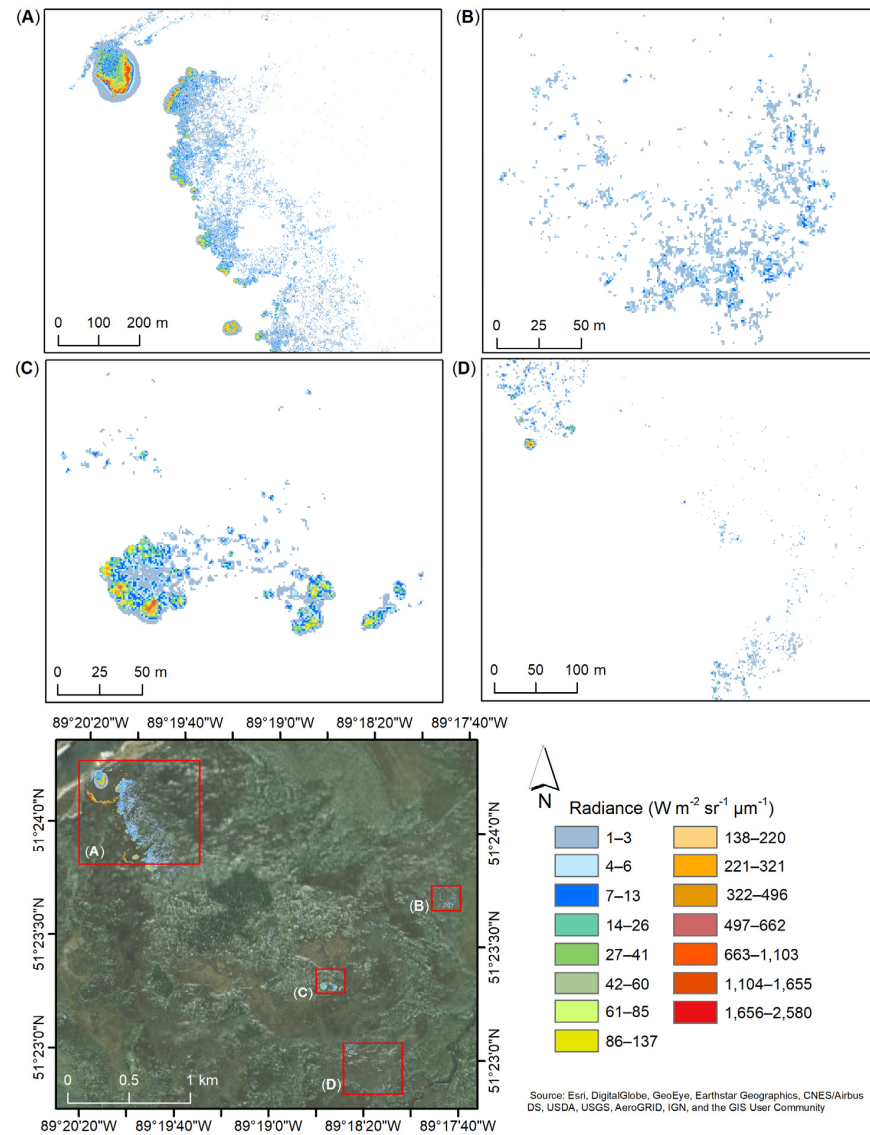 (A)
0 100 200 m
(B)
0 25 50 m
(C)
0 25 50 m
(D)
0 50 100 m
89°20'20"W 89°19'40"W 89°19'0"W 89°18'20"W 89°17'40"W
51°24'0"N 51°23'30"N 51°23'0"N
(A)
(B)
(C)
(D)
0 0.5 1 km
51°24'0"N 51°23'30"N 51°23'0"N
89°20'20"W 89°19'40"W 89°19'0"W 89°18'20"W 89°17'40"W
N
Radiance (W m⁻² sr⁻¹ µm⁻¹)
1–3 138–220
4–6 221–321
7–13 322–496
14–26 497–662
27–41 663–1,103
42–60 1,104–1,655
61–85 1,656–2,580
86–137
Source: Esri, DigitalGlobe, GeoEye, Earthstar Geographics, CNES/Airbus
DS, USDA, USGS, AeroGRID, IGN, and the GIS User Community